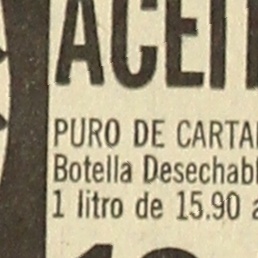 ACEIT
PURO DE CARTA
Botella Desechabl
1 litro de 15.90 a